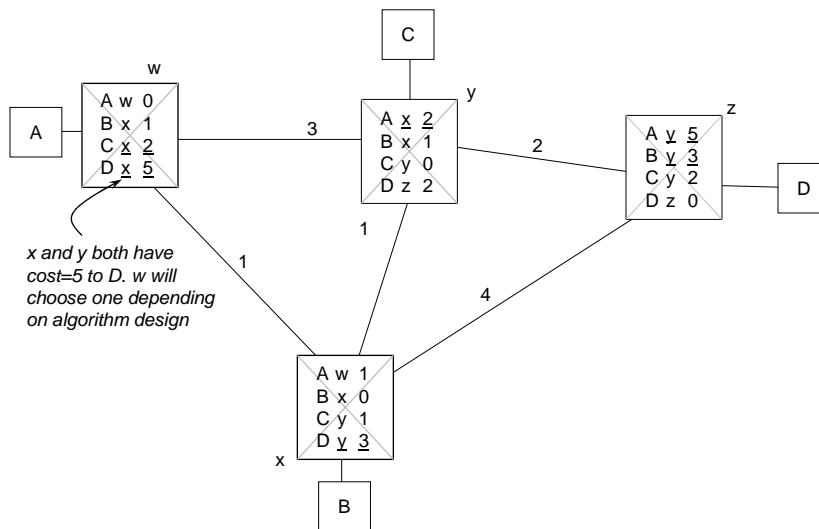 C
w
y
z
A
A w 0
B x 1
C x 2
D x 5
3
A x 2
B x 1
C y 0
D z 2
2
A y 5
B y 3
C y 2
D z 0
D
x and y both have
cost=5 to D. w will
choose one depending
on algorithm design
1
1
4
A w 1
B x 0
C y 1
D y 3
x
B